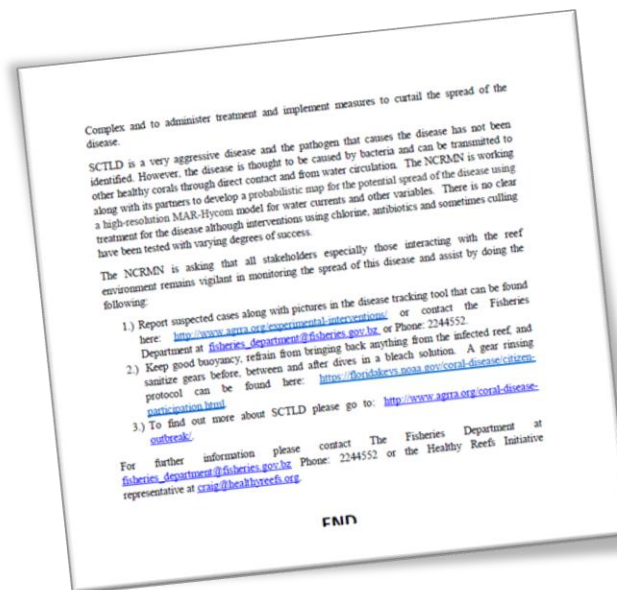 Complex and to administer treatment and implement measures to curtail the spread of the
disease.
SCTLD is a very aggressive disease and the pathogen that causes the disease has not been
identified. However, the disease is thought to be caused by bacteria and can be transmitted to
other healthy corals through direct contact and from water circulation. The NCRMN is working
along with its partners to develop a probabilistic map for the potential spread of the disease using
a high-resolution MAR-Hycom model for water currents and other variables. There is no clear
treatment for the disease although interventions using chlorine, antibiotics and sometimes culling
have been tested with varying degrees of success.
The NCRMN is asking that all stakeholders especially those interacting with the reef
environment remains vigilant in monitoring the spread of this disease and assist by doing the
following:
1.) Report suspected cases along with pictures in the disease tracking tool that can be found
here: http://www.agrra.org/experimental-interventions/ or contact the Fisheries
Department at fisheries_department@fisheries.gov.bz or Phone: 2244552.
2.) Keep good buoyancy, refrain from bringing back anything from the infected reef, and
sanitize gears before, between and after dives in a bleach solution. A gear rinsing
protocol can be found here: https://floridakeys.noaa.gov/coral-disease/citizen-
participation.html.
3.) To find out more about SCTLD please go to: http://www.agrra.org/coral-disease-
outbreak/.
For further information please contact The Fisheries Department at
fisheries_department@fisheries.gov.bz Phone: 2244552 or the Healthy Reefs Initiative
representative at craig@healthyreefs.org.
END